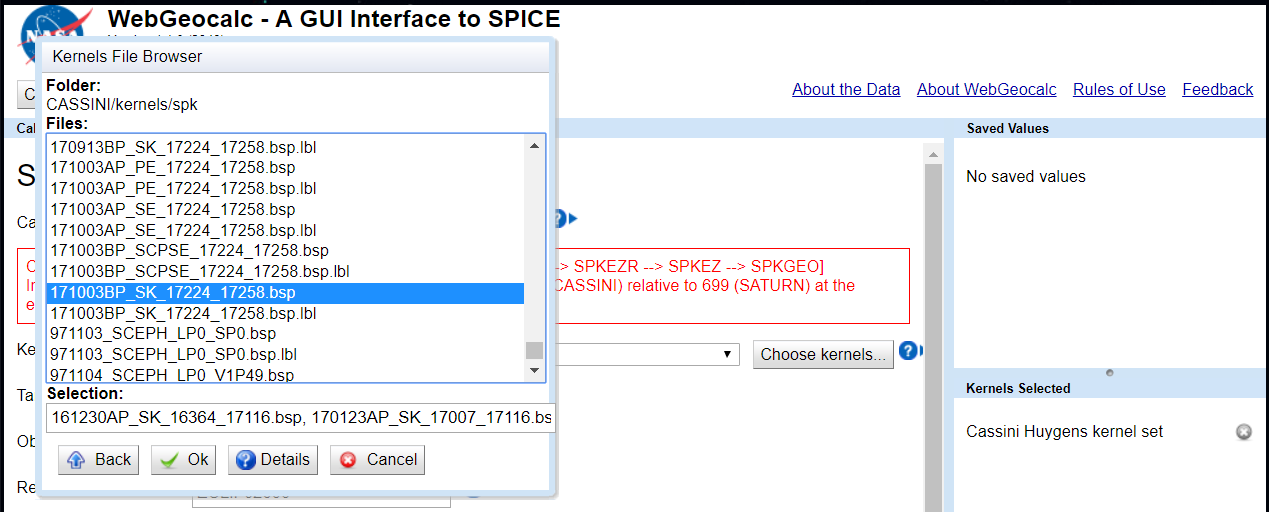 WebGeocalc - A GUI Interface to SPICE
NASA
Kernels File Browser
Folder:
CASSINI/kernels/spk
Files:
170913BP_SK_17224_17258.bsp.lbl
171003AP_PE_17224_17258.bsp
171003AP_PE_17224_17258.bsp.lbl
171003AP_SE_17224_17258.bsp
171003AP_SE_17224_17258.bsp.lbl
171003BP_SCPSE_17224_17258.bsp
171003BP_SCPSE_17224_17258.bsp.lbl
171003BP_SK_17224_17258.bsp
171003BP_SK_17224_17258.bsp.lbl
971103_SCEPH_LP0_SP0.bsp
971103_SCEPH_LP0_SP0.bsp.lbl
971104_SCEPH_LP0_V1P49.bsp
Selection:
161230AP_SK_16364_17116.bsp, 170123AP_SK_17007_17116.bs
Back Ok Details Cancel
About the Data About WebGeocalc Rules of Use Feedback
--> SPKEZR --> SPKEZ --> SPKGEO]
CASSINI) relative to 699 (SATURN) at the
Choose kernels...
Saved Values
No saved values
Kernels Selected
Cassini Huygens kernel set